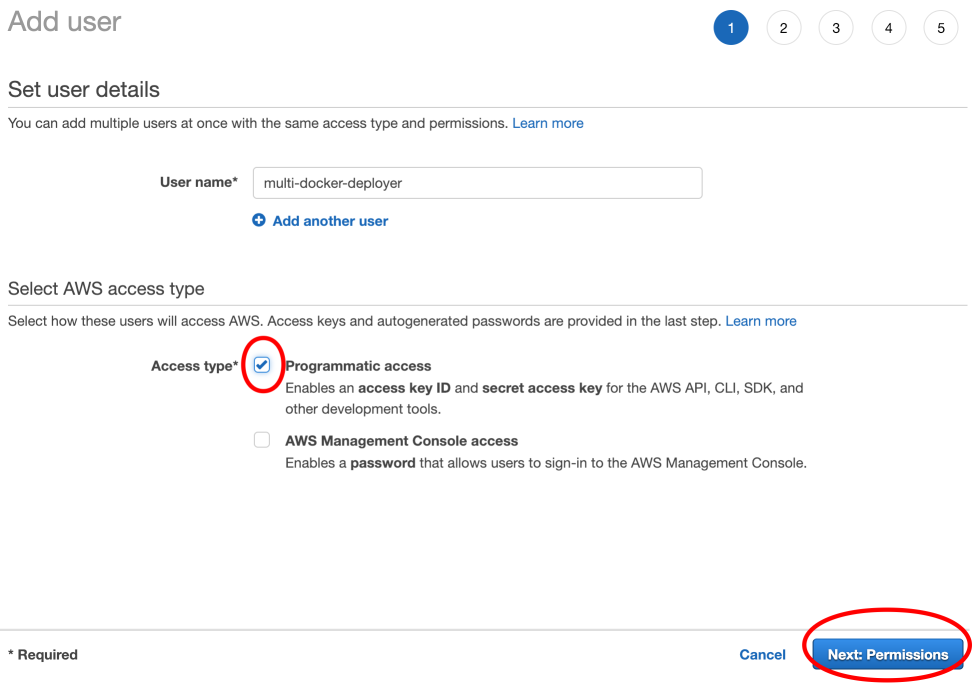 Add user
1 2 3 4 5
Set user details
You can add multiple users at once with the same access type and permissions. Learn more
User name* multi-docker-deployer
Add another user
Select AWS access type
Select how these users will access AWS. Access keys and autogenerated passwords are provided in the last step. Learn more
Access type* Programmatic access
Enables an access key ID and secret access key for the AWS API, CLI, SDK, and
other development tools.
AWS Management Console access
Enables a password that allows users to sign-in to the AWS Management Console.
* Required Cancel Next: Permissions